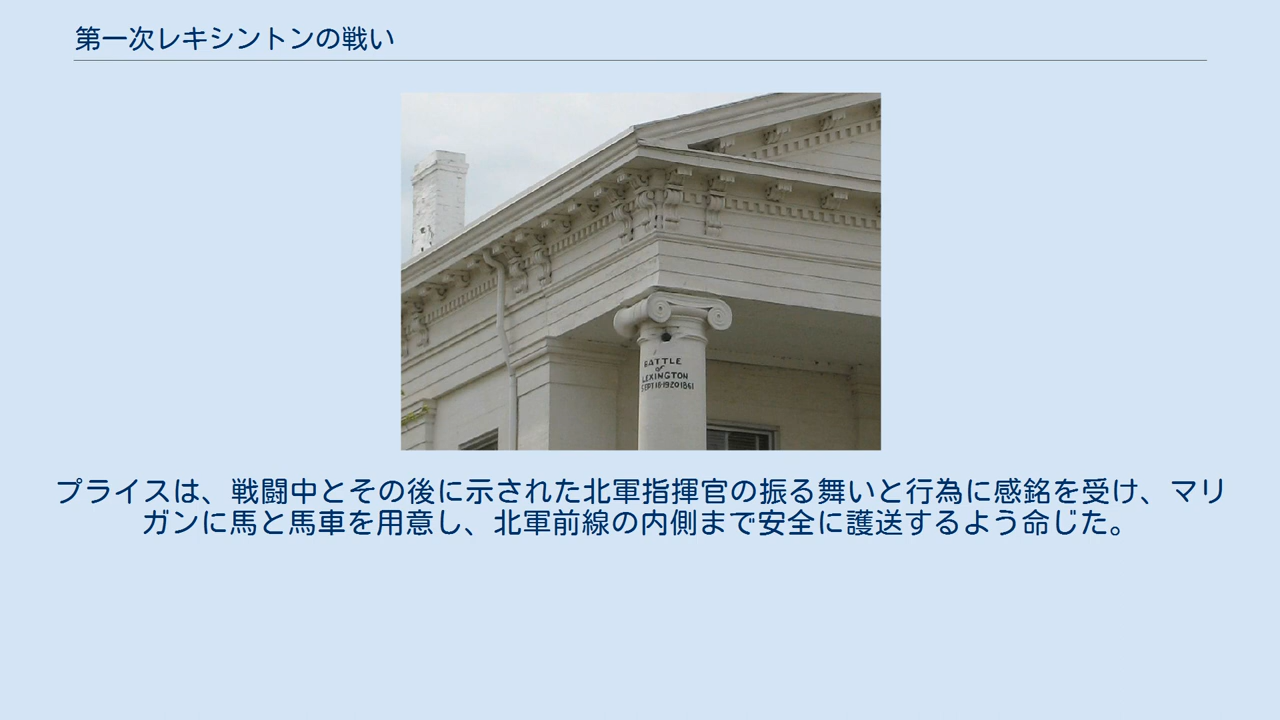 第一次レキシントンの戦い
BATTLE
of
LEXINGTON
SEPT 18-19-20 1861
プライスは、戦闘中とその後に示された北軍指揮官の振る舞いと行為に感銘を受け、マリ
ガンに馬と馬車を用意し、北軍前線の内側まで安全に護送するよう命じた。